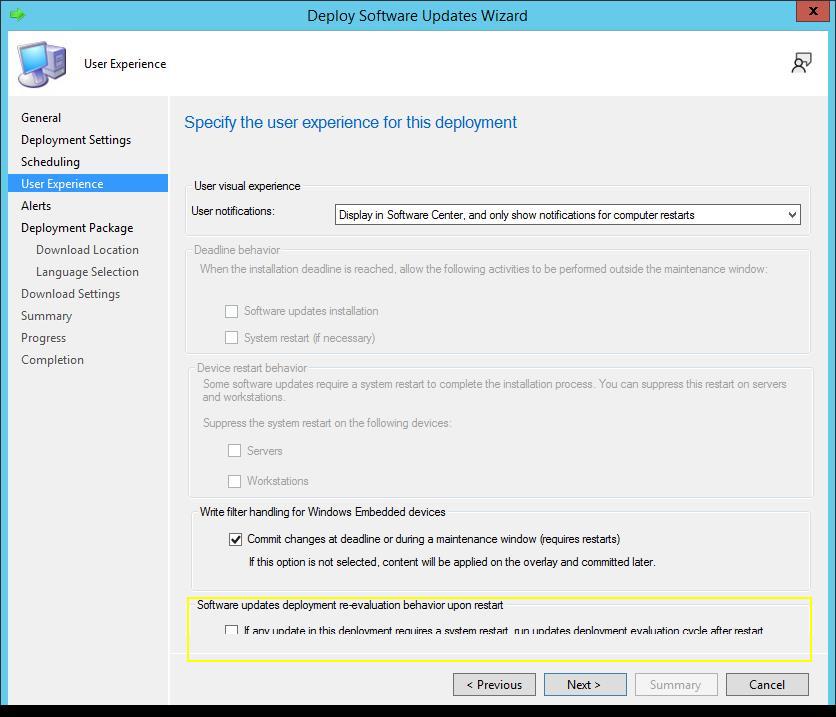 Deploy Software Updates Wizard
x
User Experience
General
Deployment Settings
Scheduling
User Experience
Alerts
Deployment Package
Download Location
Language Selection
Download Settings
Summary
Progress
Completion
Specify the user experience for this deployment
User visual experience
User notifications:
Display in Software Center, and only show notifications for computer restarts
Deadline behavior
When the installation deadline is reached, allow the following activities to be performed outside the maintenance window:
Software updates installation
System restart (if necessary)
Device restart behavior
Some software updates require a system restart to complete the installation process. You can suppress this restart on servers
and workstations.
Suppress the system restart on the following devices:
Servers
Workstations
Write filter handling for Windows Embedded devices
Commit changes at deadline or during a maintenance window (requires restarts)
If this option is not selected, content will be applied on the overlay and committed later.
Software updates deployment re-evaluation behavior upon restart
If any update in this deployment requires a system restart, run updates deployment evaluation cycle after restart
< Previous
Next >
Summary
Cancel